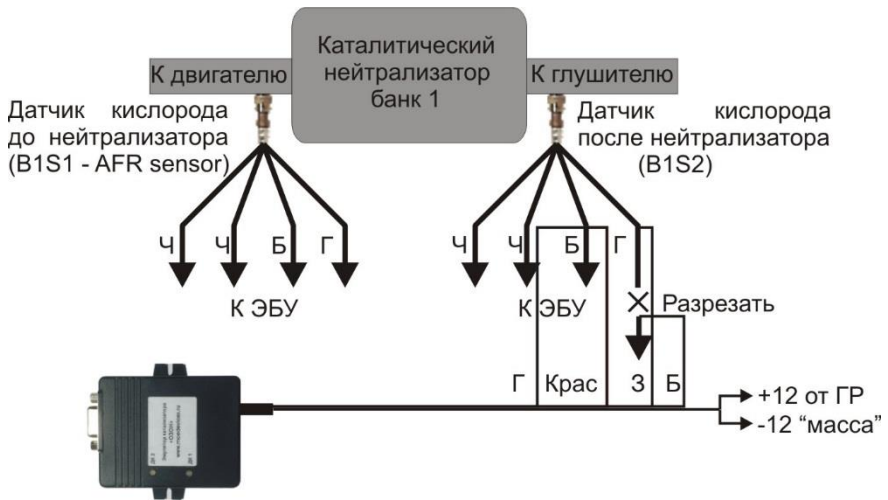 Каталитический
нейтрализатор
банк 1
К двигателю
К глушителю
Датчик кислорода
до нейтрализатора
(B1S1 - AFR sensor)
Датчик кислорода
после нейтрализатора
(B1S2)
Ч Ч Б Г
Ч Ч Б Г
К ЭБУ
К ЭБУ
Разрезать
Г Крас З Б
+12 от ГР
-12 “масса”